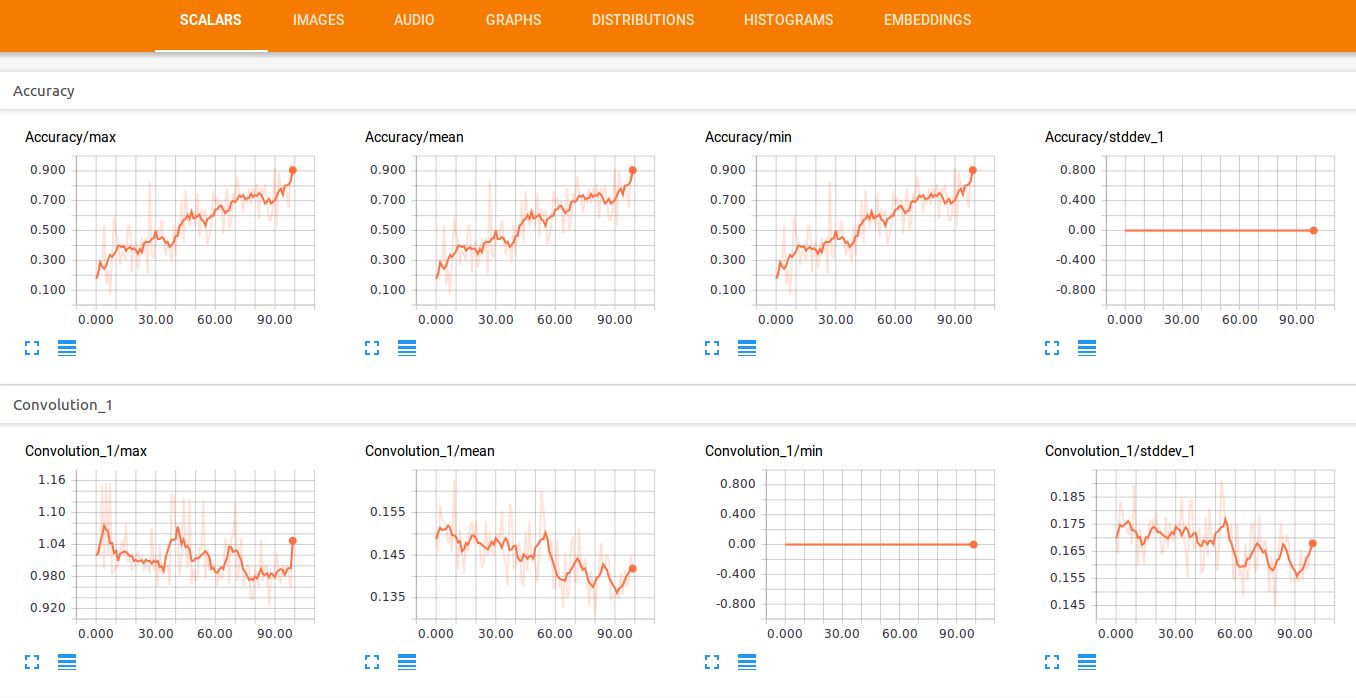 SCALARS IMAGES AUDIO GRAPHS DISTRIBUTIONS HISTOGRAMS EMBEDDINGS
Accuracy
Accuracy/max
0.900
0.700
0.500
0.300
0.100
0.000 30.00 60.00 90.00
Accuracy/mean
0.900
0.700
0.500
0.300
0.100
0.000 30.00 60.00 90.00
Accuracy/min
0.900
0.700
0.500
0.300
0.100
0.000 30.00 60.00 90.00
Accuracy/stddev_1
0.800
0.400
0.00
-0.400
-0.800
0.000 30.00 60.00 90.00
Convolution_1
Convolution_1/max
1.16
1.10
1.04
0.980
0.920
0.000 30.00 60.00 90.00
Convolution_1/mean
0.155
0.145
0.135
0.000 30.00 60.00 90.00
Convolution_1/min
0.800
0.400
0.00
-0.400
-0.800
0.000 30.00 60.00 90.00
Convolution_1/stddev_1
0.185
0.175
0.165
0.155
0.145
0.000 30.00 60.00 90.00